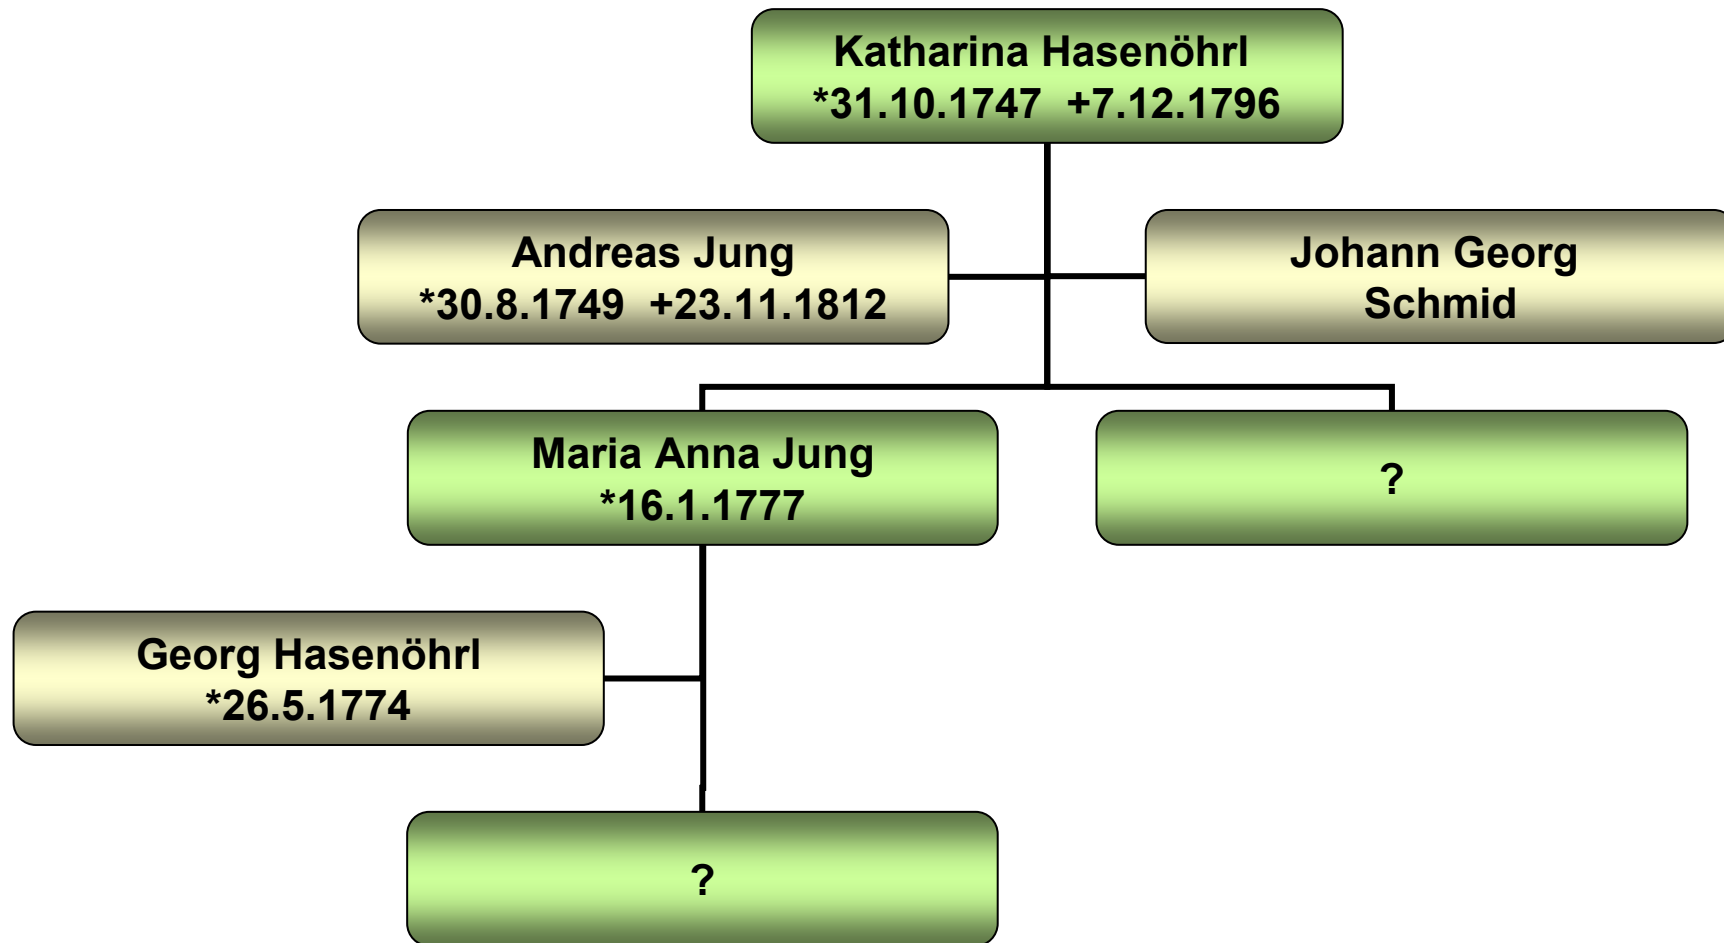 Katharina Hasenöhrl
*31.10.1747 +7.12.1796
Andreas Jung
*30.8.1749 +23.11.1812
Johann Georg
Schmid
Maria Anna Jung
*16.1.1777
?
Georg Hasenöhrl
*26.5.1774
?